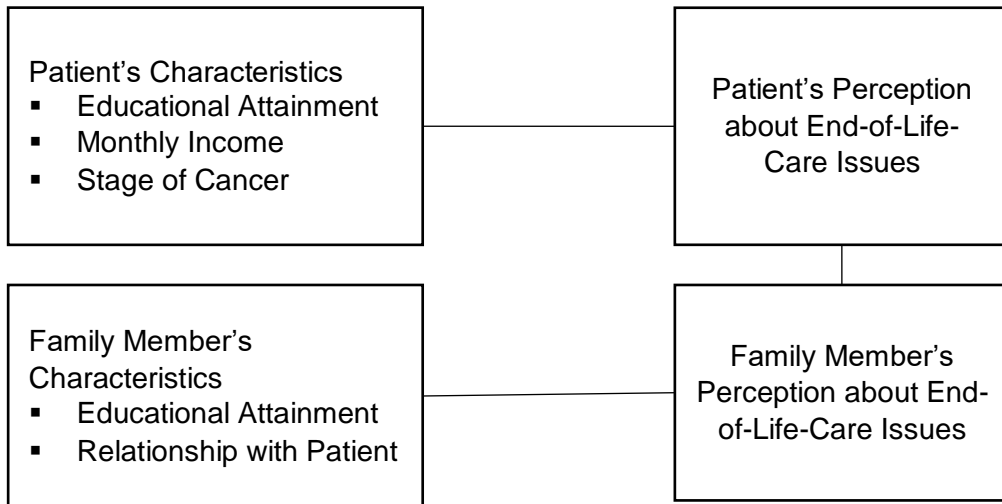 Patient’s Characteristics
▪ Educational Attainment
▪ Monthly Income
▪ Stage of Cancer
Patient’s Perception
about End-of-Life-
Care Issues
Family Member’s
Characteristics
▪ Educational Attainment
▪ Relationship with Patient
Family Member’s
Perception about End-
of-Life-Care Issues